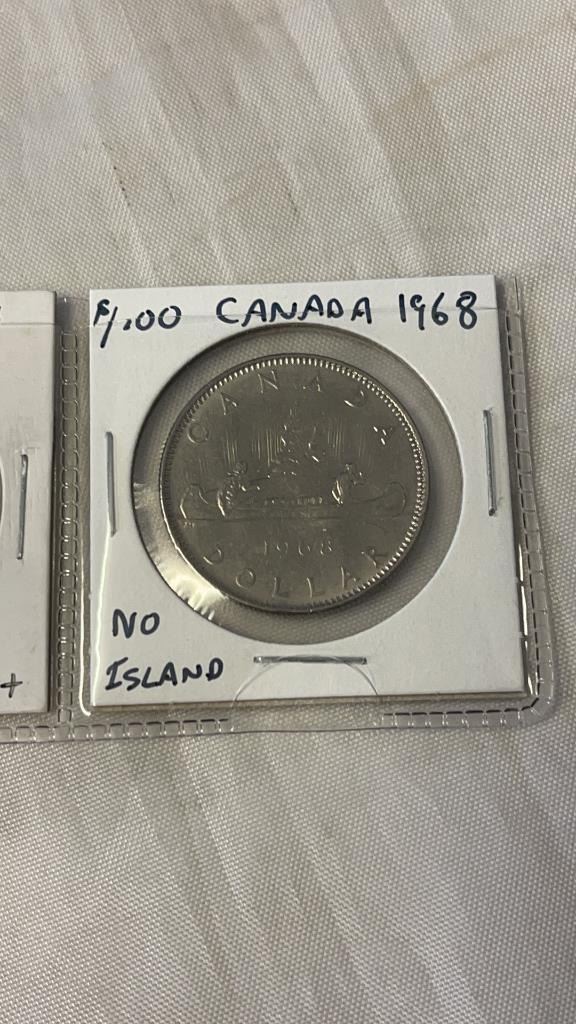 $1.00 CANADA 1968
CANADA
1968
DOLLAR
NO
ISLAND
+